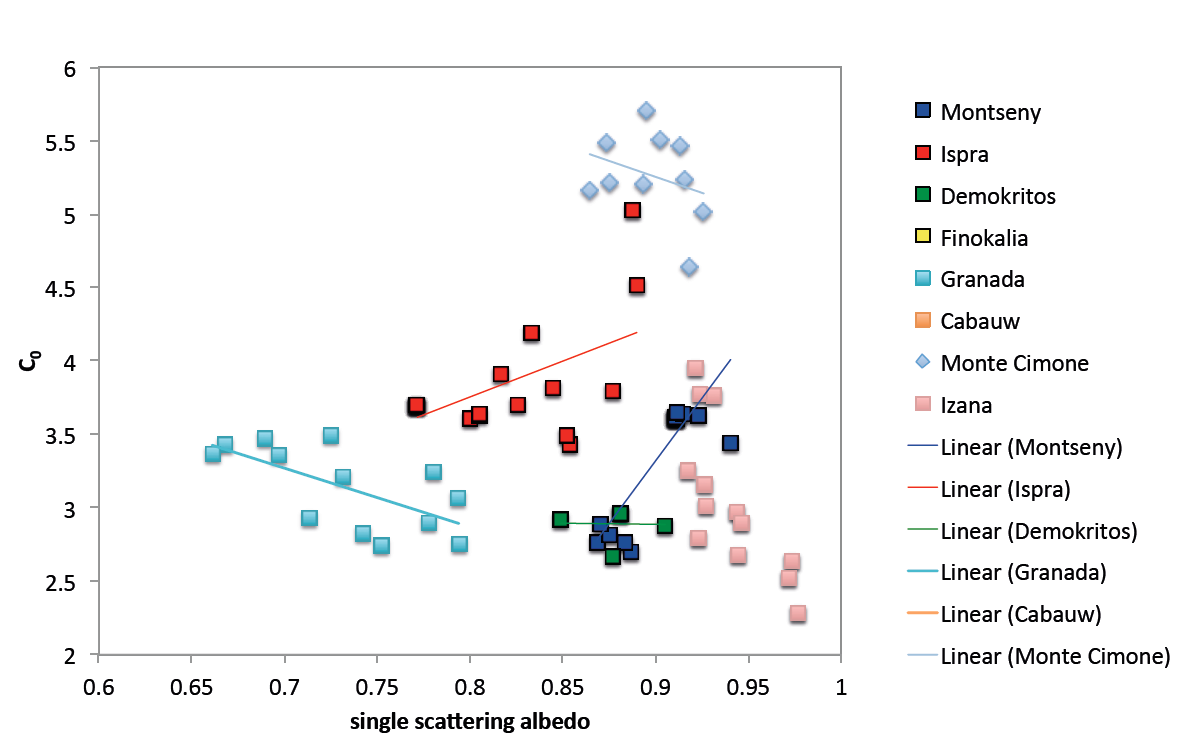 6
5.5
5
4.5
4
3.5
3
2.5
2
C₀
0.6 0.65 0.7 0.75 0.8 0.85 0.9 0.95 1
single scattering albedo
Montseny
Ispra
Demokritos
Finokalia
Granada
Cabauw
Monte Cimone
Izana
Linear (Montseny)
Linear (Ispra)
Linear (Demokritos)
Linear (Granada)
Linear (Cabauw)
Linear (Monte Cimone)